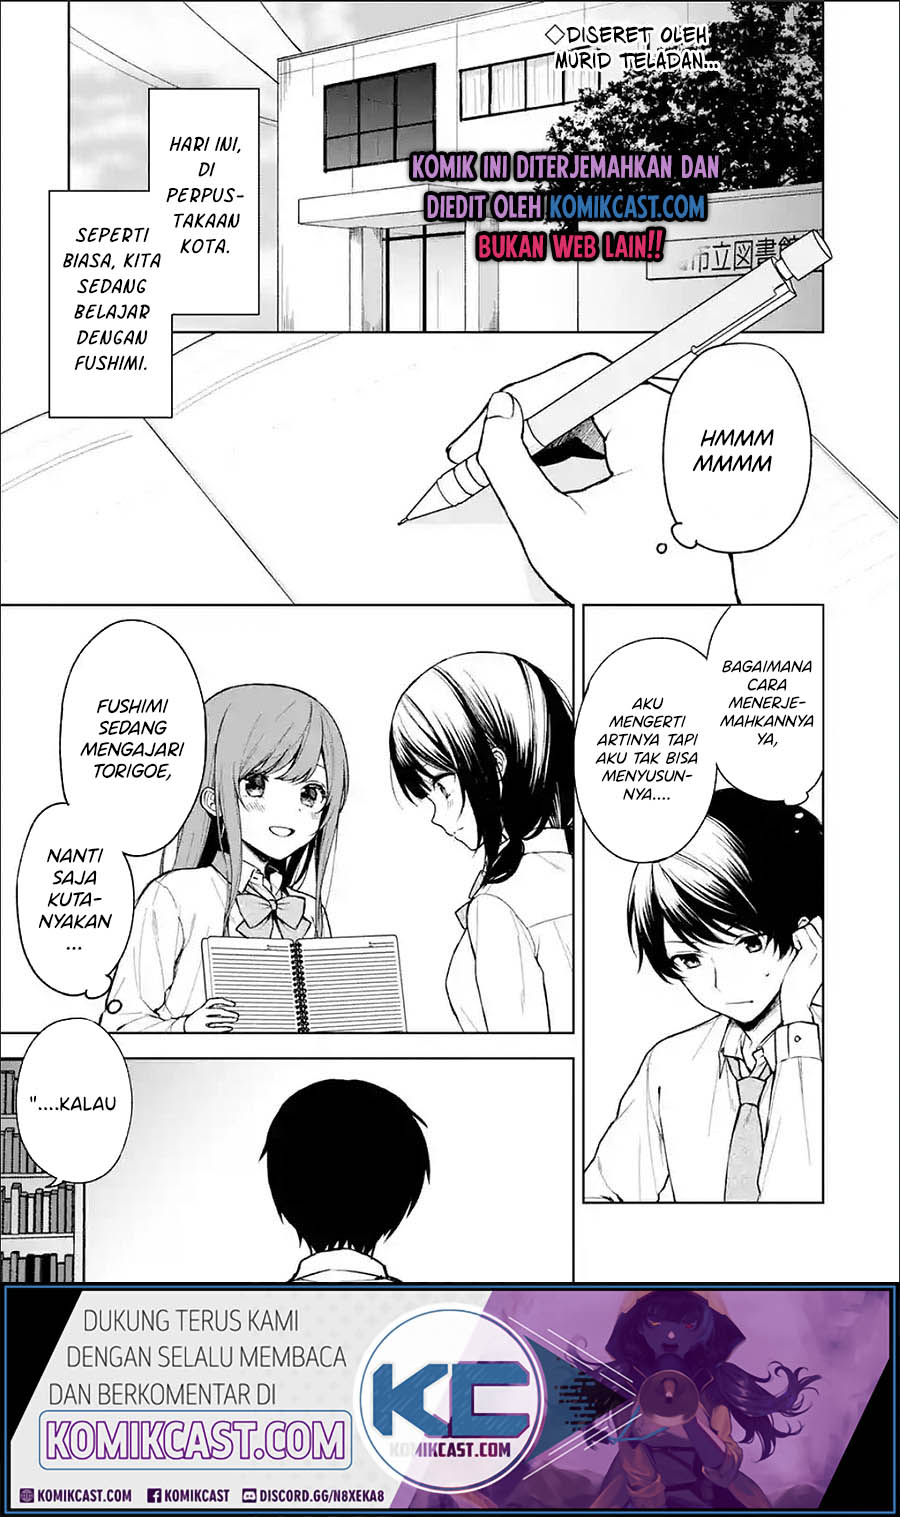 ◇DISERET OLEH
MURID TELADAN...
HARI INI,
DI
PERPUS-
TAKAAN
KOTA.
SEPERTI
BIASA, KITA
SEDANG
BELAJAR
DENGAN
FUSHIMI.
KOMIK INI DITERJEMAHKAN DAN
DIEDIT OLEH KOMIKCAST.COM
BUKAN WEB LAIN!!
市立図書館
HMMM
MMMM
BAGAIMANA
CARA
MENERJE-
MAHKANNYA
YA,
AKU
MENGERTI
ARTINYA TAPI
AKU TAK BISA
MENYUSUN-
NYA....
FUSHIMI
SEDANG
MENGAJARI
TORIGOE,
NANTI
SAJA
KUTA-
NYAKAN
...
"....KALAU
DUKUNG TERUS KAMI
DENGAN SELALU MEMBACA
DAN BERKOMENTAR DI
KOMIKCAST.COM
KOMIKCAST.COM
KOMIKCAST
DISCORD.GG/N8XEKA8
KC
KOMIKCAST.COM